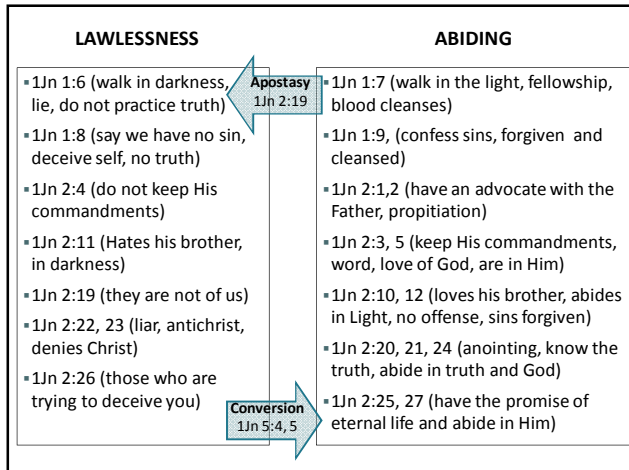 LAWLESSNESS
▪1Jn 1:6 (walk in darkness,
lie, do not practice truth)
▪1Jn 1:8 (say we have no sin,
deceive self, no truth)
▪1Jn 2:4 (do not keep His
commandments)
▪1Jn 2:11 (Hates his brother,
in darkness)
▪1Jn 2:19 (they are not of us)
▪1Jn 2:22, 23 (liar, antichrist,
denies Christ)
▪1Jn 2:26 (those who are
trying to deceive you)
Apostasy
1Jn 2:19
Conversion
1Jn 5:4, 5
ABIDING
▪1Jn 1:7 (walk in the light, fellowship,
blood cleanses)
▪1Jn 1:9, (confess sins, forgiven and
cleansed)
▪1Jn 2:1,2 (have an advocate with the
Father, propitiation)
▪1Jn 2:3, 5 (keep His commandments,
word, love of God, are in Him)
▪1Jn 2:10, 12 (loves his brother, abides
in Light, no offense, sins forgiven)
▪1Jn 2:20, 21, 24 (anointing, know the
truth, abide in truth and God)
▪1Jn 2:25, 27 (have the promise of
eternal life and abide in Him)